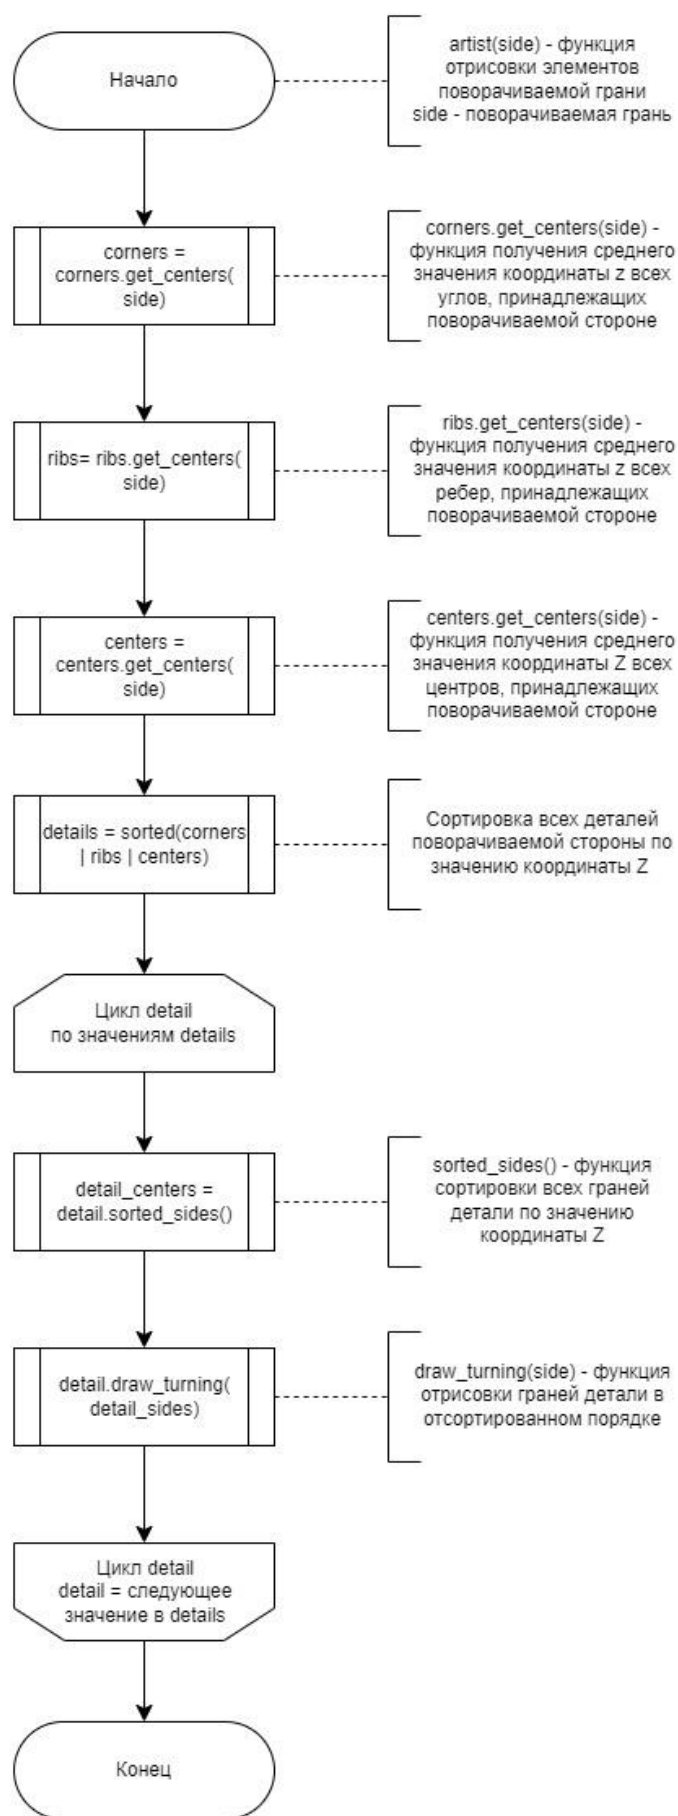 Начало
artist(side) - функция
отрисовки элементов
поворачиваемой грани
side - поворачиваемая грань
corners =
corners.get_centers(
side)
corners.get_centers(side) -
функция получения среднего
значения координаты z всех
углов, принадлежащих
поворачиваемой стороне
ribs= ribs.get_centers(
side)
ribs.get_centers(side) -
функция получения среднего
значения координаты z всех
ребер, принадлежащих
поворачиваемой стороне
centers =
centers.get_centers(
side)
centers.get_centers(side) -
функция получения среднего
значения координаты Z всех
центров, принадлежащих
поворачиваемой стороне
details = sorted(corners
| ribs | centers)
Сортировка всех деталей
поворачиваемой стороны по
значению координаты Z
Цикл detail
по значениям details
detail_centers =
detail.sorted_sides()
sorted_sides() - функция
сортировки всех граней
детали по значению
координаты Z
detail.draw_turning(
detail_sides)
draw_turning(side) - функция
отрисовки граней детали в
отсортированном порядке
Цикл detail
detail = следующее
значение в details
Конец